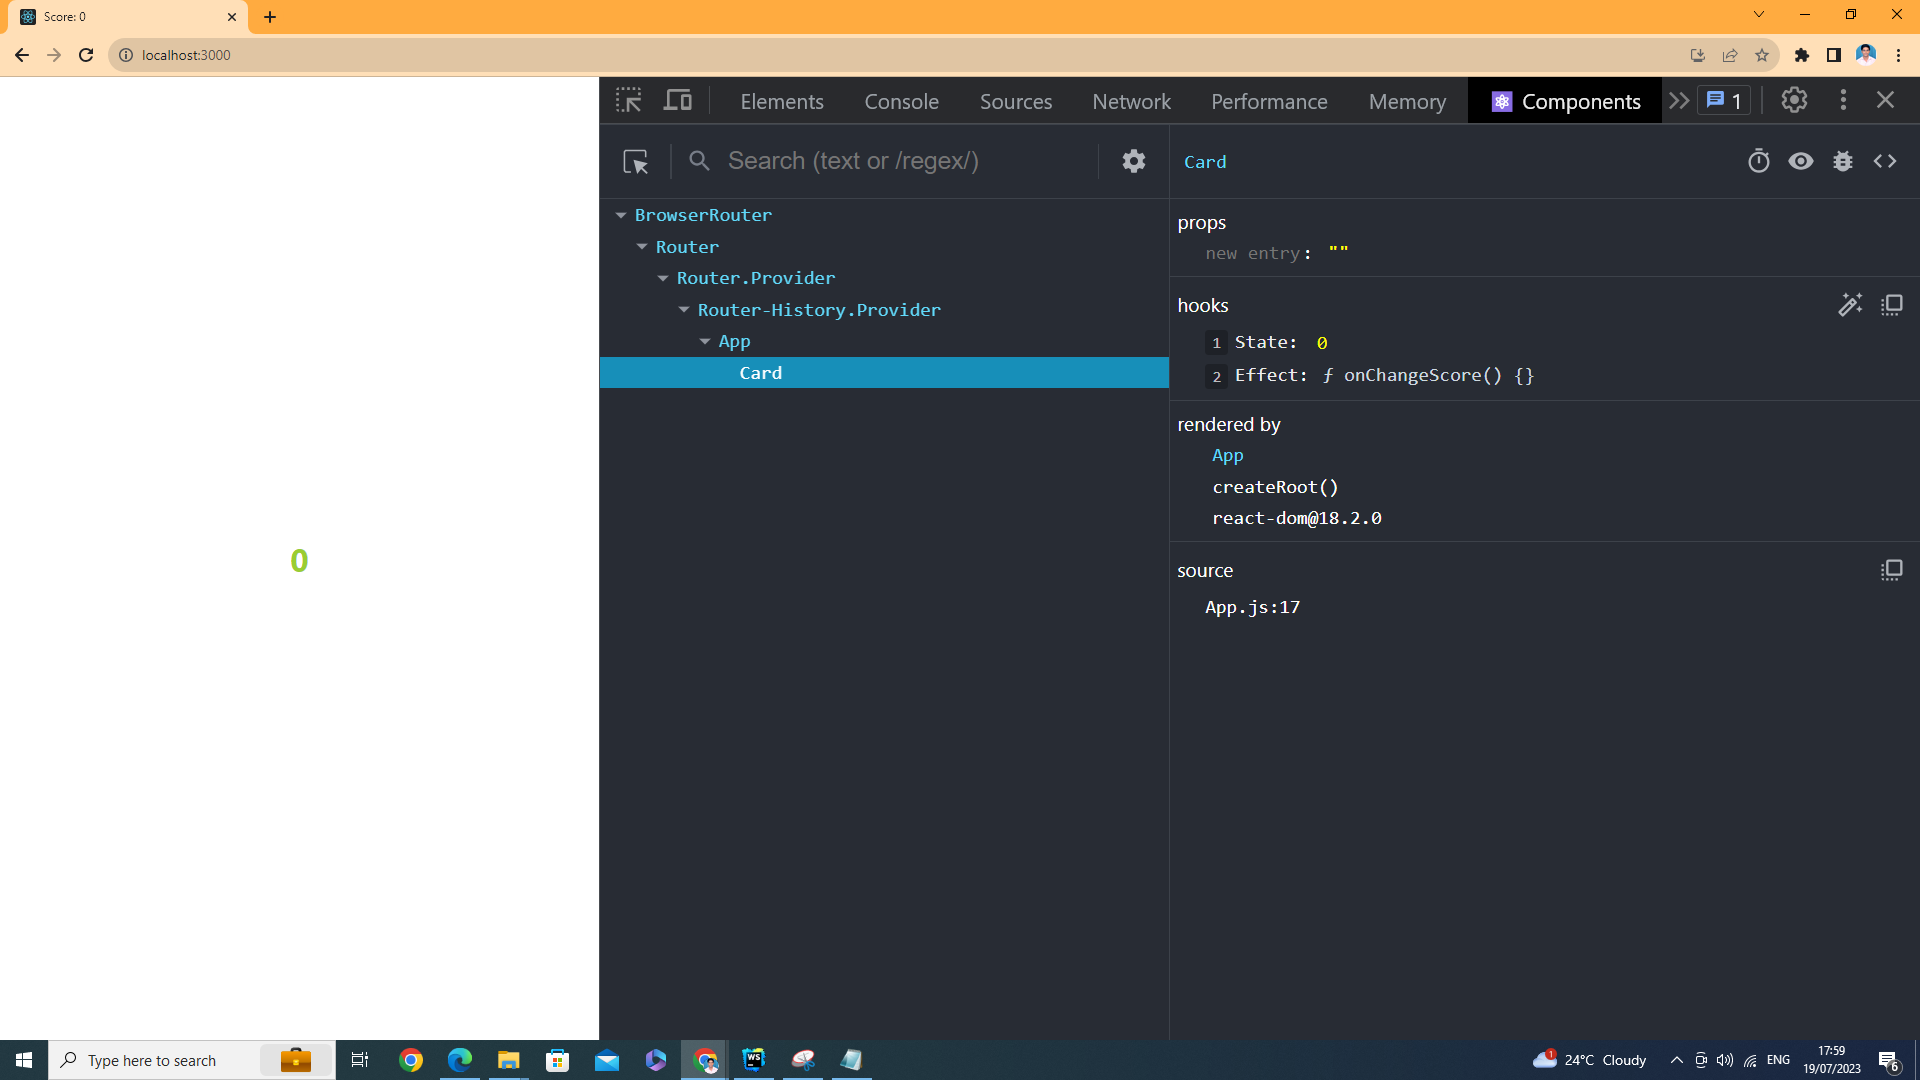 Score: 0
localhost:3000
Elements Console Sources Network Performance Memory Components 1
Search (text or /regex/)
Card
BrowserRouter
Router
Router.Provider
Router-History.Provider
App
Card
props
new entry: ""
hooks
1 State: 0
2 Effect: ƒ onChangeScore() {}
rendered by
App
createRoot()
react-dom@18.2.0
source
App.js:17
0
Type here to search
WS
1
24°C Cloudy
ENG
17:59
19/07/2023
6